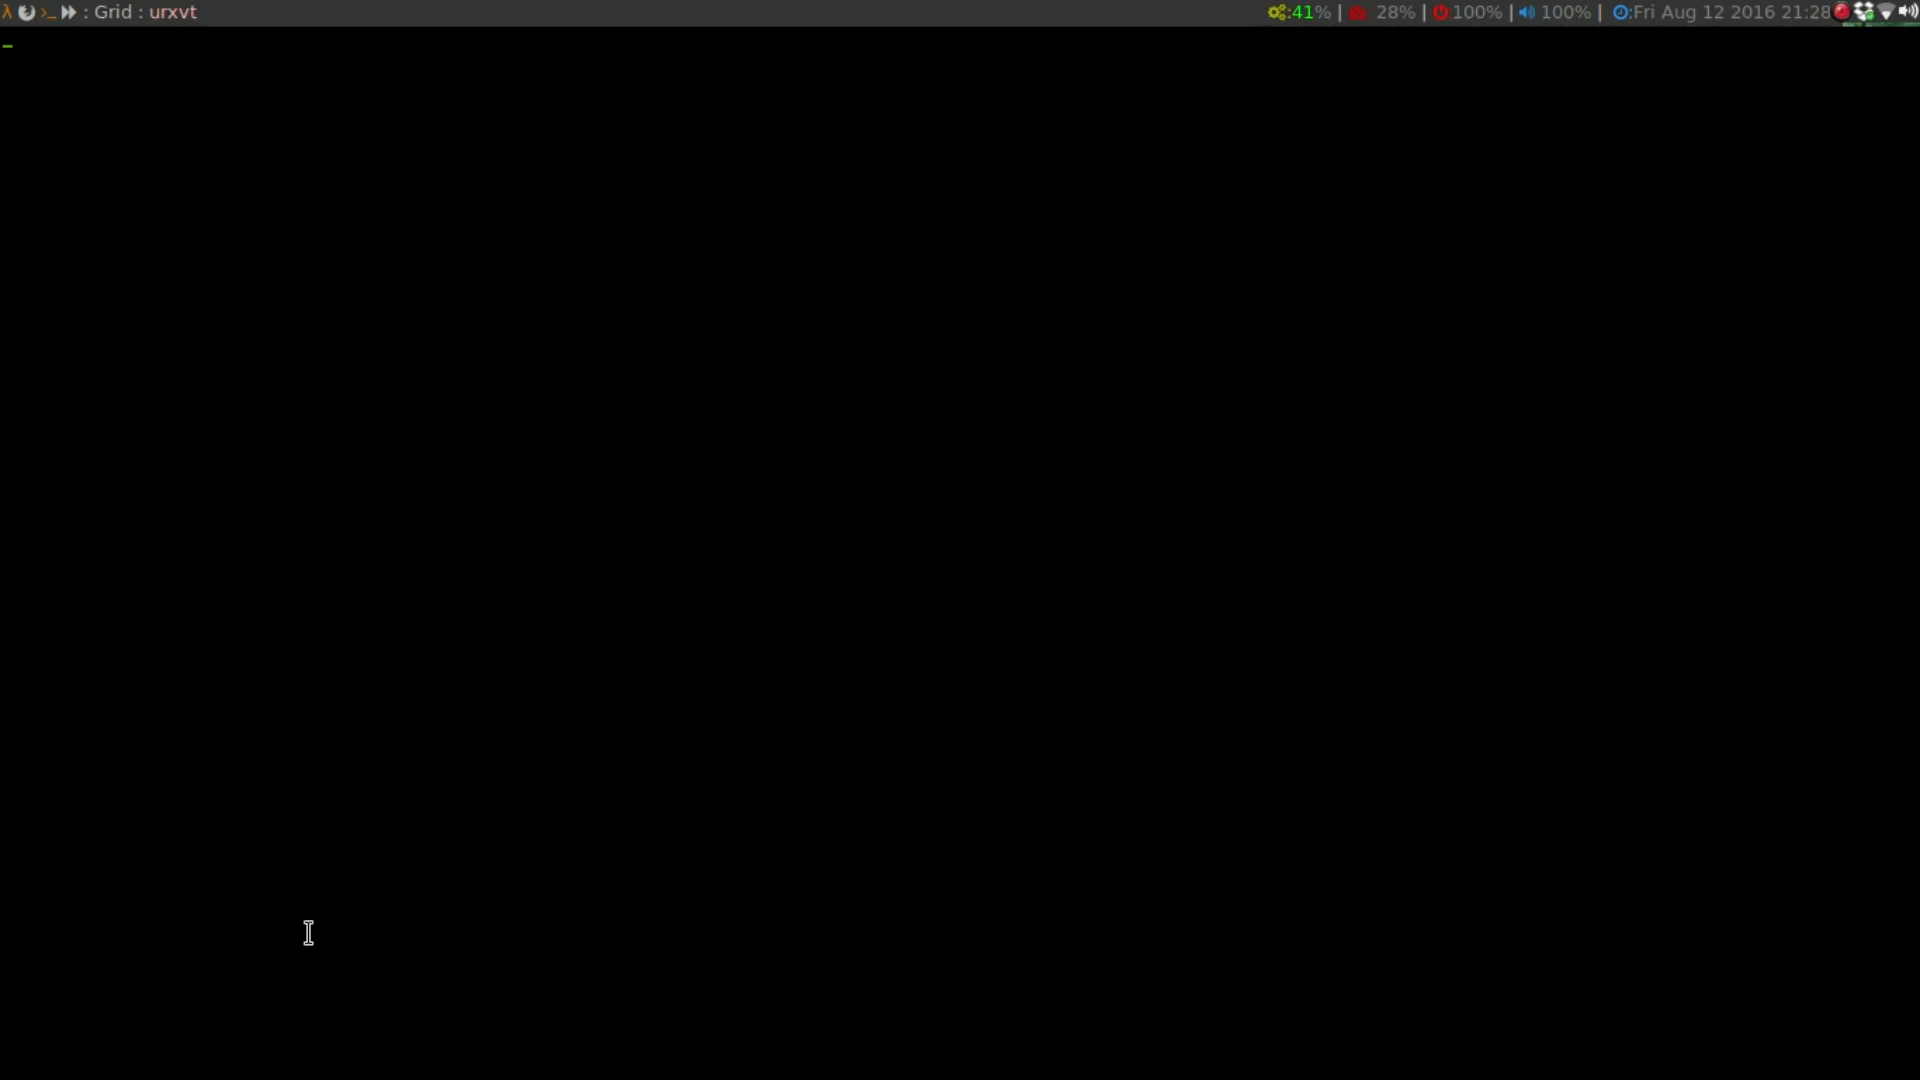 λ >_ : Grid : urxvt :41% | 28% | 100% | 100% | :Fri Aug 12 2016 21:28
_